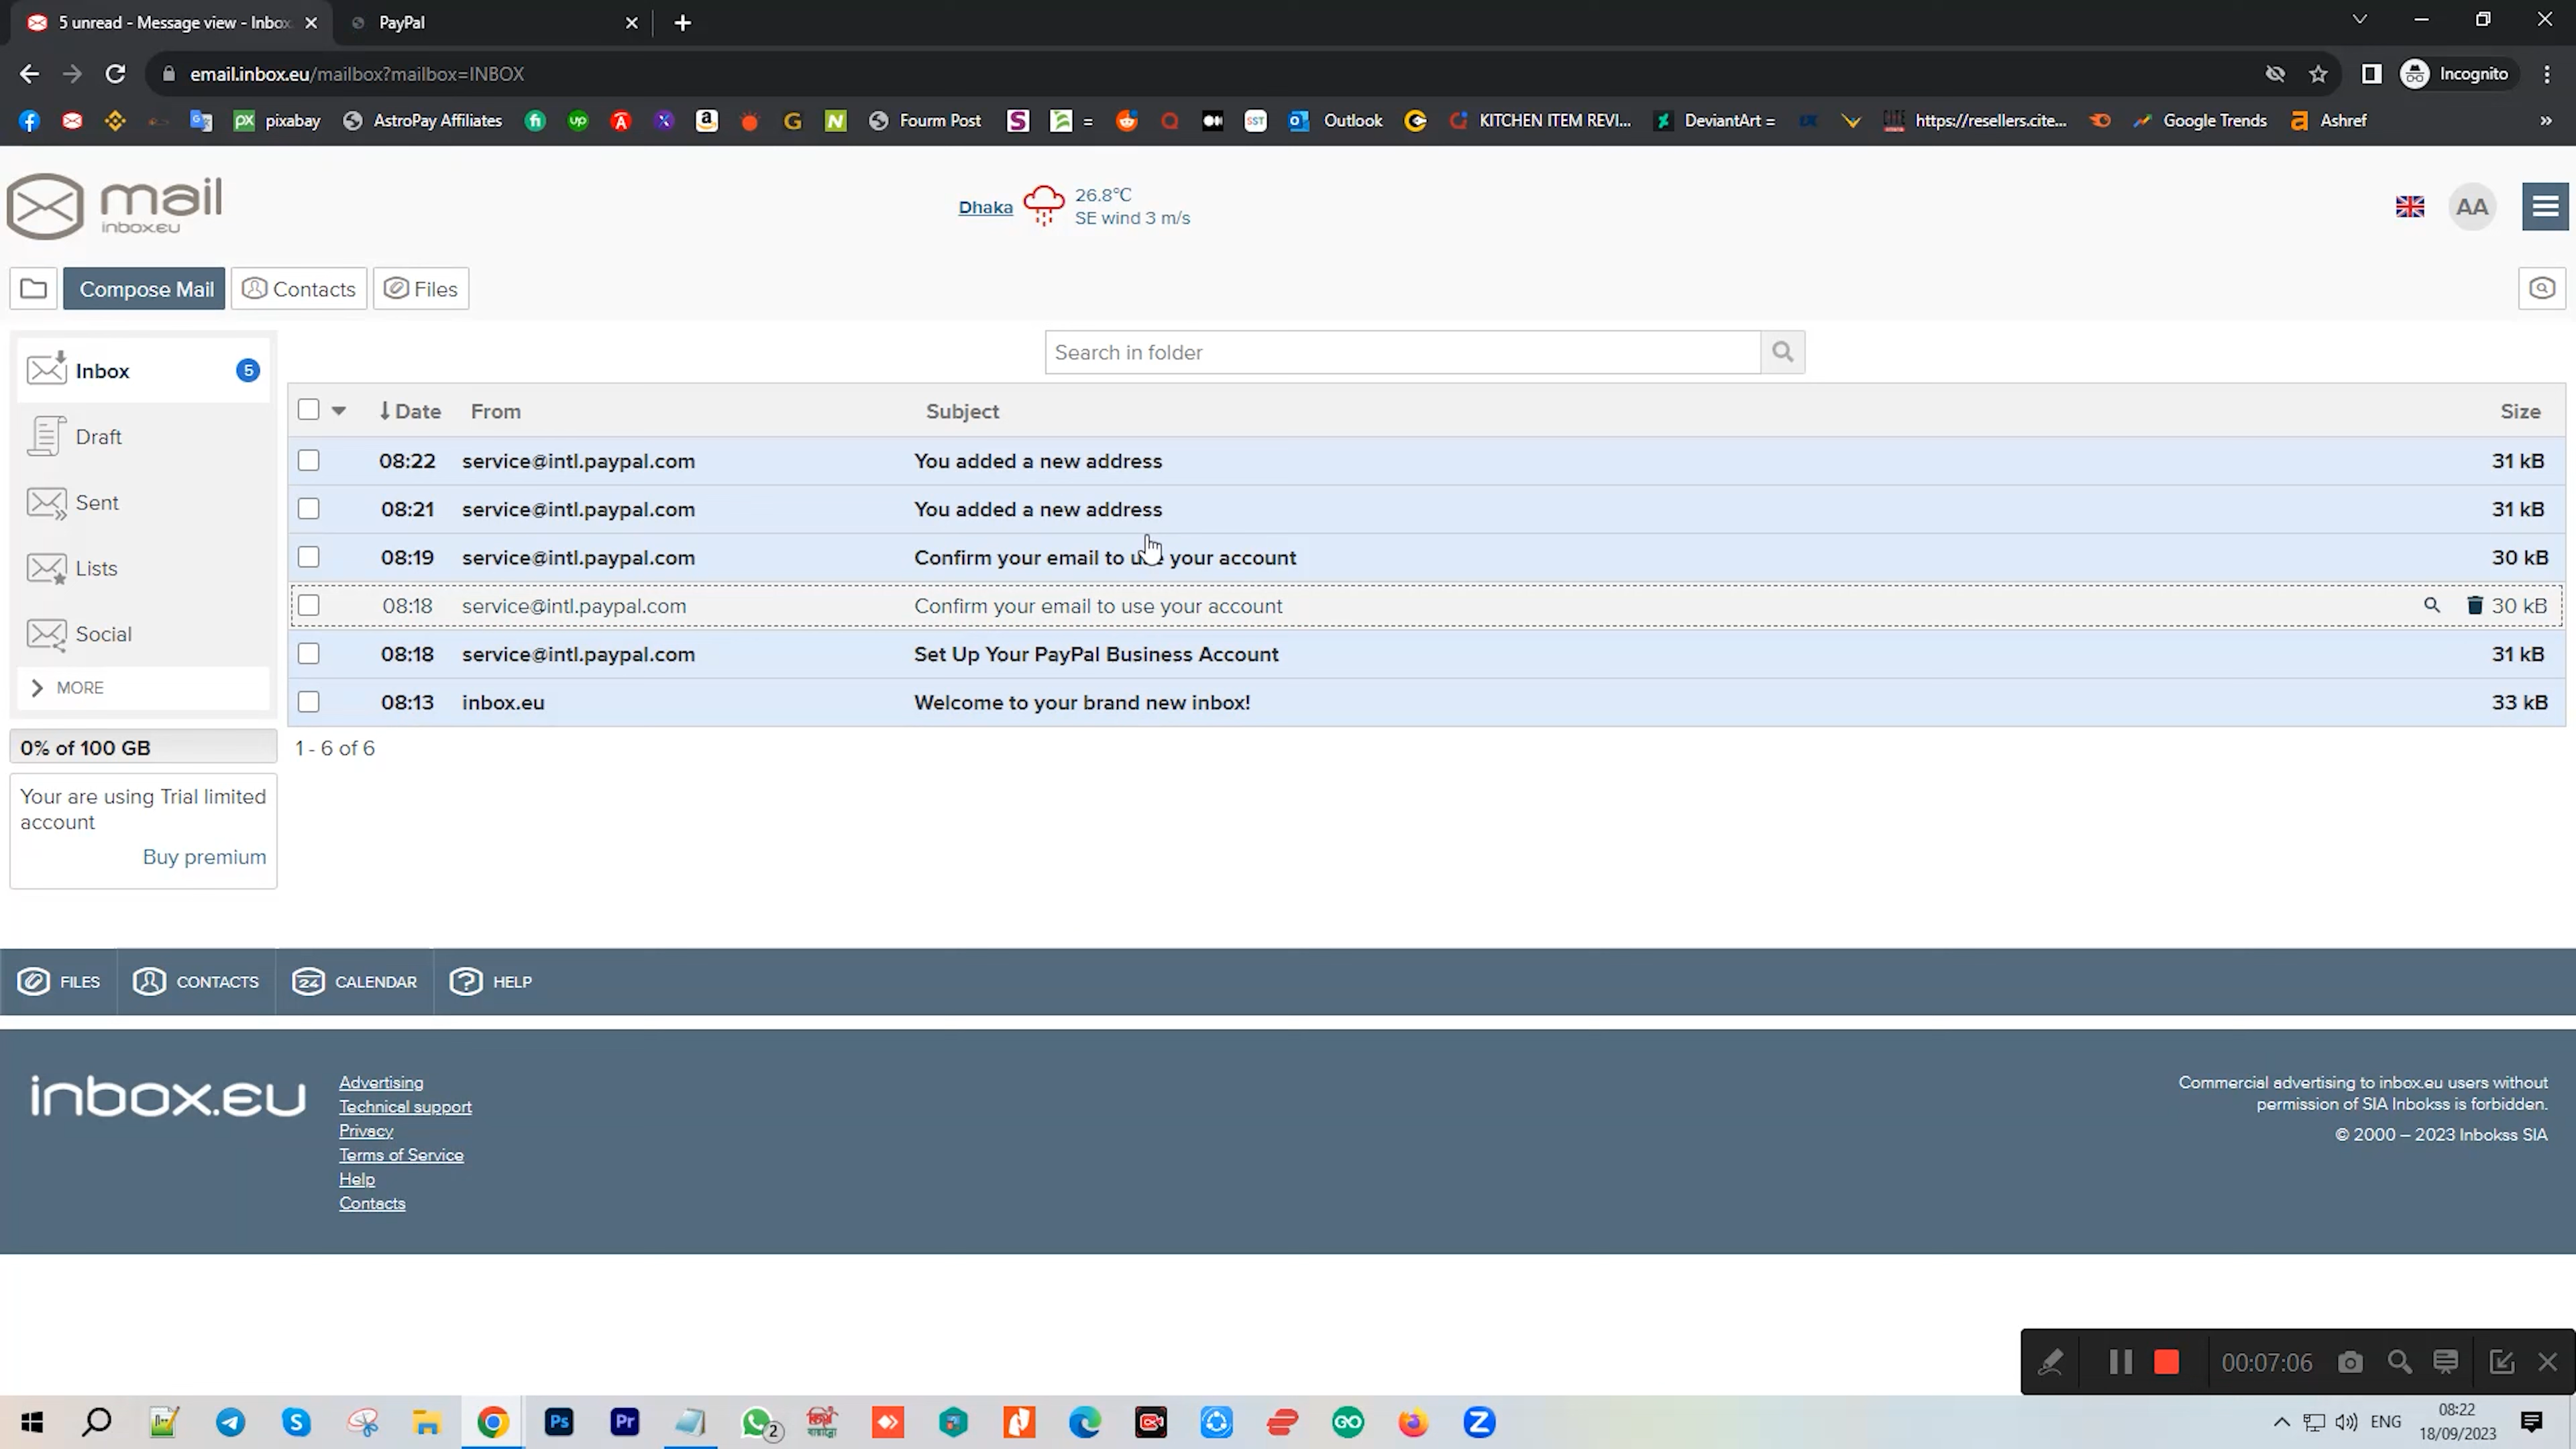 5 unread - Message view - Inbox
PayPal
email.inbox.eu/mailbox?mailbox=INBOX
Incognito
pixabay
AstroPay Affiliates
Fourm Post
=
Outlook
KITCHEN ITEM REVI...
DeviantArt =
https://resellers.cite...
Google Trends
Ashref
mail
inbox.eu
Dhaka
26.8°C
SE wind 3 m/s
AA
Compose Mail
Contacts
Files
Inbox
5
Draft
Sent
Lists
Social
MORE
0% of 100 GB
Your are using Trial limited
account
Buy premium
Search in folder
Date From Subject Size
08:22 service@intl.paypal.com You added a new address 31 kB
08:21 service@intl.paypal.com You added a new address 31 kB
08:19 service@intl.paypal.com Confirm your email to use your account 30 kB
08:18 service@intl.paypal.com Confirm your email to use your account 30 kB
08:18 service@intl.paypal.com Set Up Your PayPal Business Account 31 kB
08:13 inbox.eu Welcome to your brand new inbox! 33 kB
1 - 6 of 6
FILES
CONTACTS
24 CALENDAR
HELP
inbox.eu
Advertising
Technical support
Privacy
Terms of Service
Help
Contacts
Commercial advertising to inbox.eu users without
permission of SIA Inbokss is forbidden.
© 2000 – 2023 Inbokss SIA
00:07:06
Ps
Pr
2
GO
Z
ENG
08:22
18/09/2023